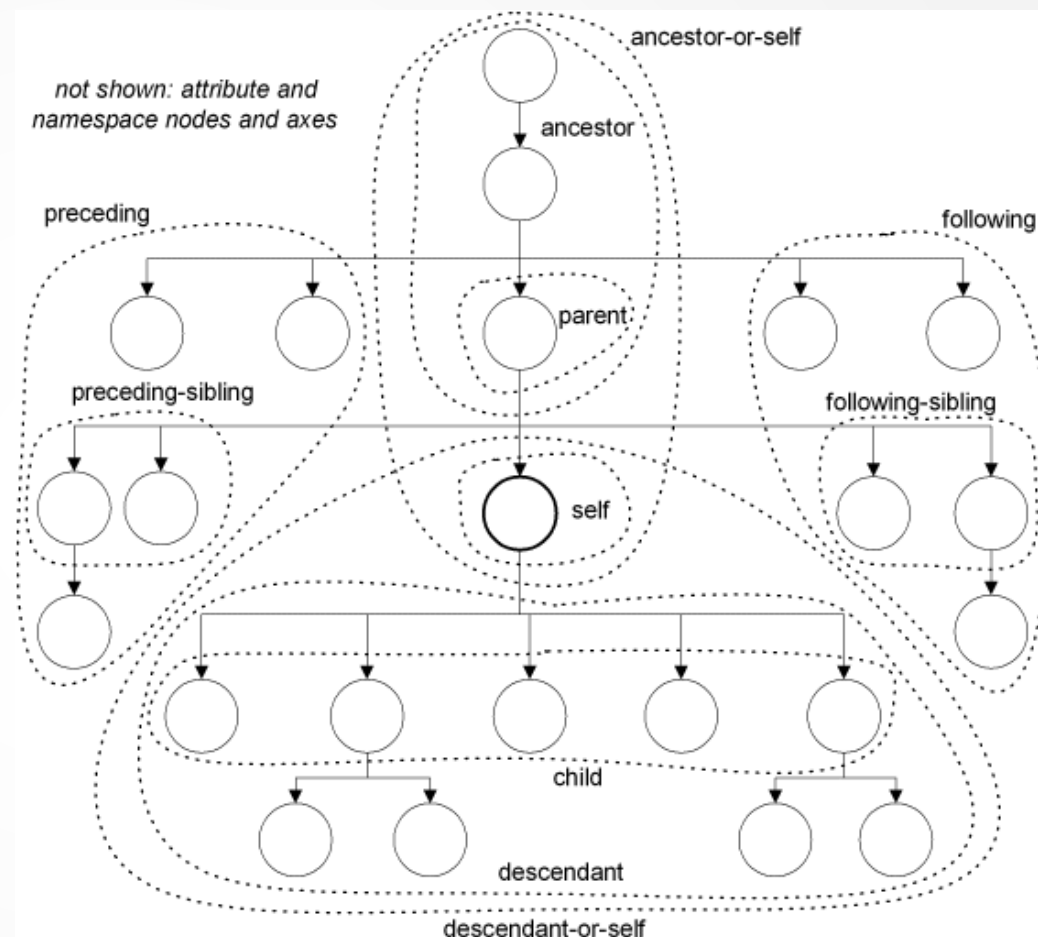 ancestor-or-self
not shown: attribute and
namespace nodes and axes
ancestor
preceding
following
parent
preceding-sibling
following-sibling
self
child
descendant
descendant-or-self